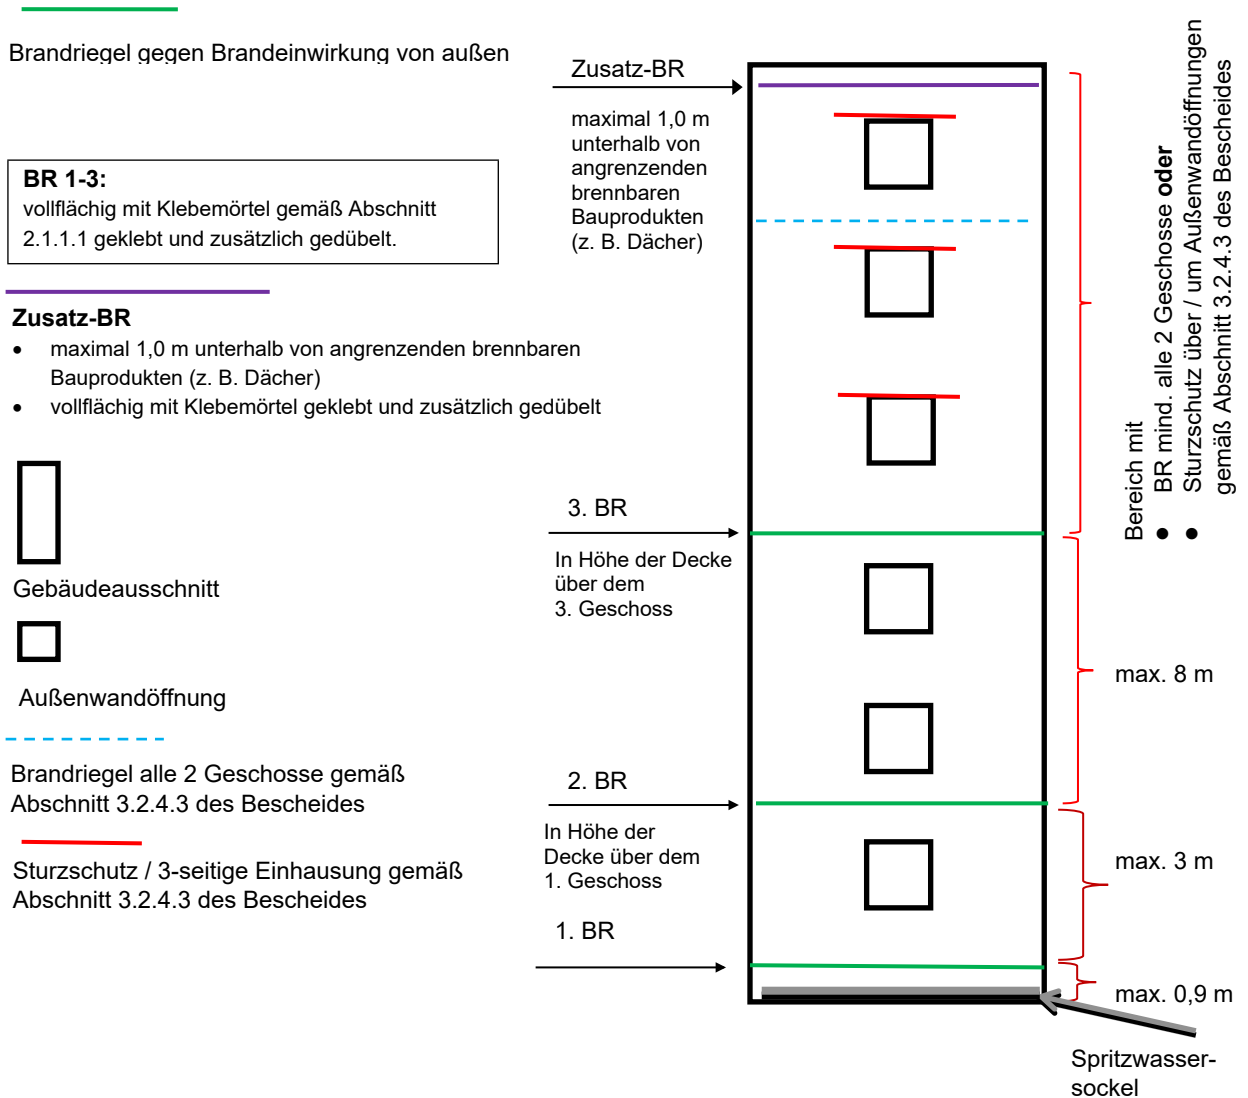 Brandriegel gegen Brandeinwirkung von außen
BR 1-3:
vollflächig mit Klebemörtel gemäß Abschnitt
2.1.1.1 geklebt und zusätzlich gedübelt.
Zusatz-BR
• maximal 1,0 m unterhalb von angrenzenden brennbaren
Bauprodukten (z. B. Dächer)
• vollflächig mit Klebemörtel geklebt und zusätzlich gedübelt
Gebäudeausschnitt
Außenwandöffnung
Brandriegel alle 2 Geschosse gemäß
Abschnitt 3.2.4.3 des Bescheides
Sturzschutz / 3-seitige Einhausung gemäß
Abschnitt 3.2.4.3 des Bescheides
Zusatz-BR
maximal 1,0 m
unterhalb von
angrenzenden
brennbaren
Bauprodukten
(z. B. Dächer)
3. BR
In Höhe der Decke
über dem
3. Geschoss
2. BR
In Höhe der
Decke über dem
1. Geschoss
1. BR
Bereich mit
• BR mind. alle 2 Geschosse oder
• Sturzschutz über / um Außenwandöffnungen
gemäß Abschnitt 3.2.4.3 des Bescheides
max. 8 m
max. 3 m
max. 0,9 m
Spritzwasser-
sockel